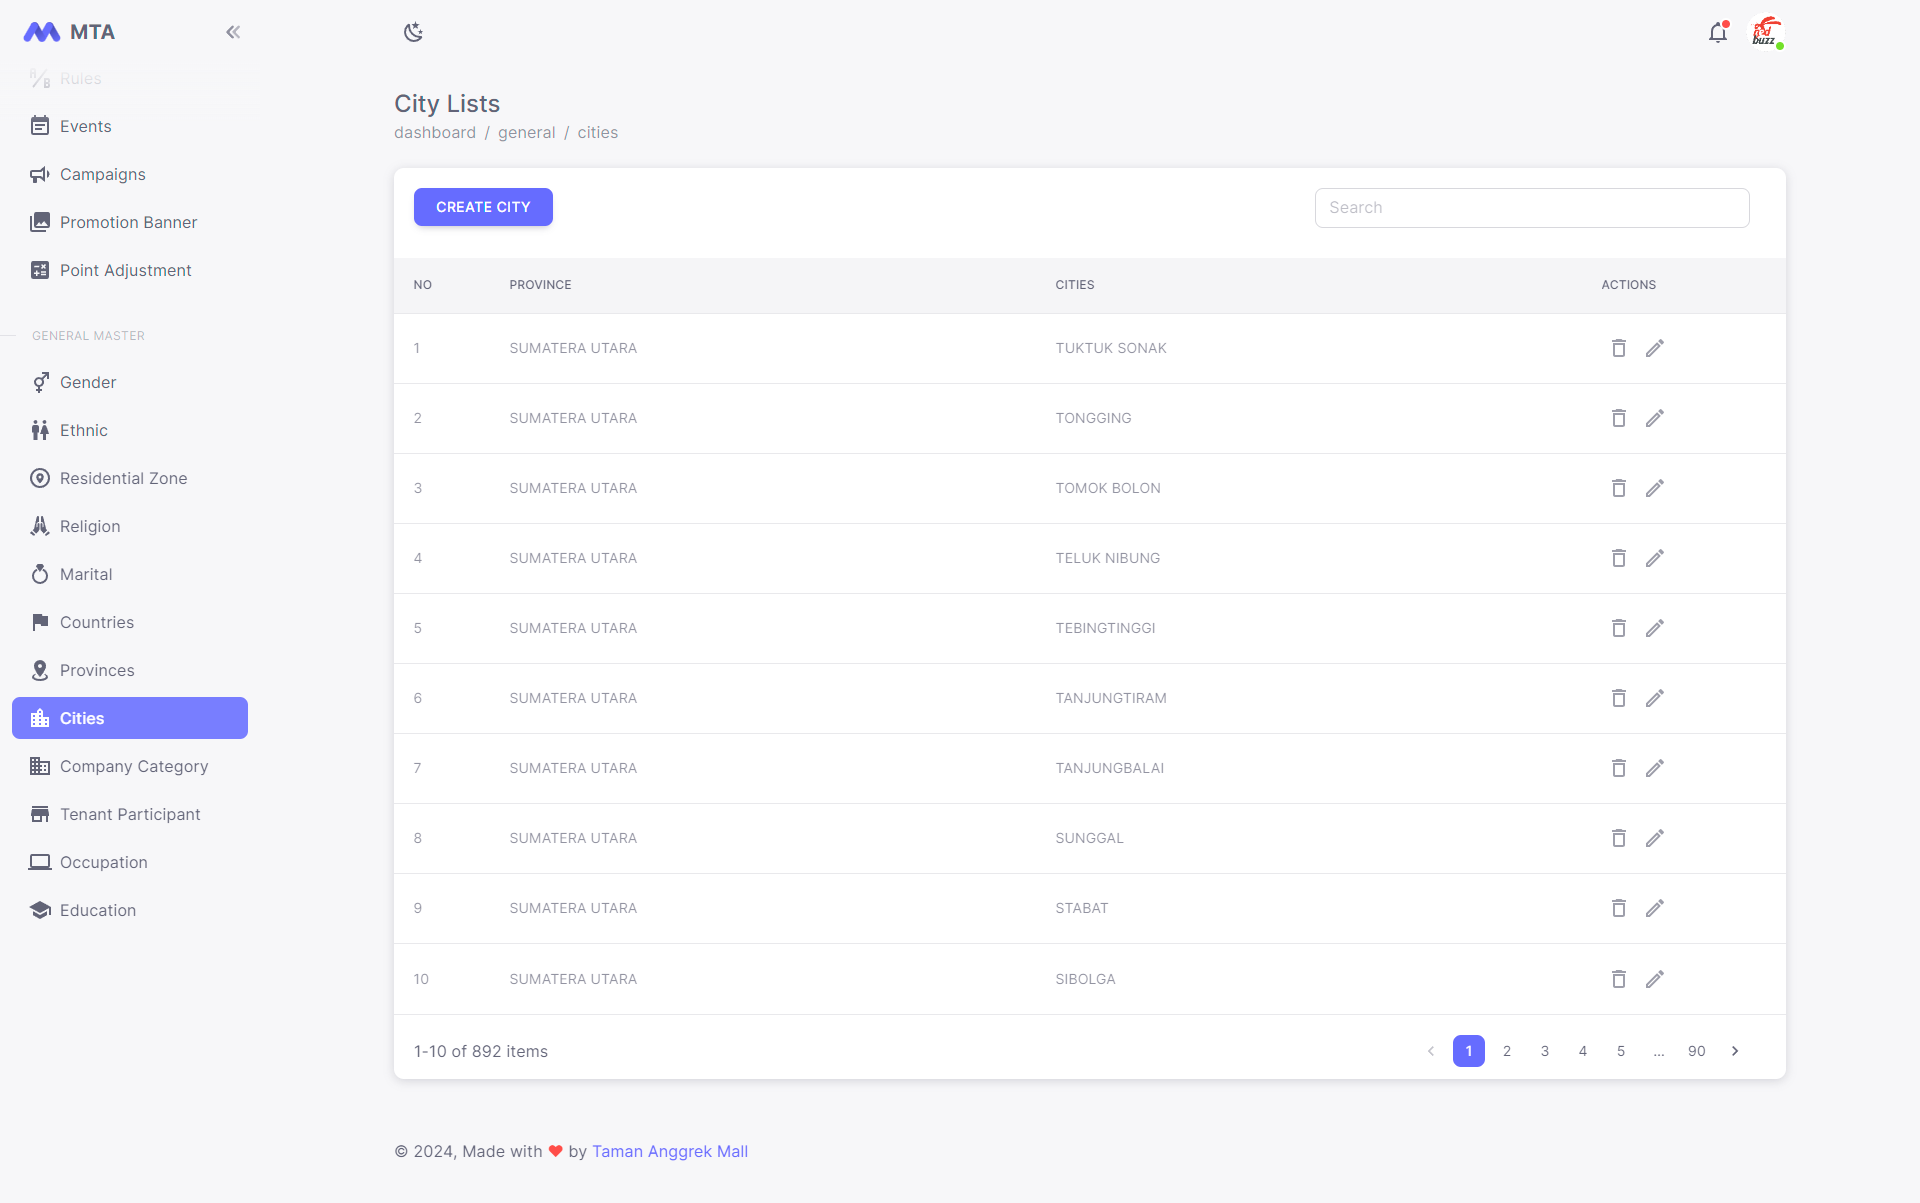 MTA
Rules
Events
Campaigns
Promotion Banner
Point Adjustment
GENERAL MASTER
Gender
Ethnic
Residential Zone
Religion
Marital
Countries
Provinces
Cities
Company Category
Tenant Participant
Occupation
Education
red
buzz
City Lists
dashboard / general / cities
CREATE CITY
Search
NO PROVINCE CITIES ACTIONS
1 SUMATERA UTARA TUKTUK SONAK
2 SUMATERA UTARA TONGGING
3 SUMATERA UTARA TOMOK BOLON
4 SUMATERA UTARA TELUK NIBUNG
5 SUMATERA UTARA TEBINGTINGGI
6 SUMATERA UTARA TANJUNGTIRAM
7 SUMATERA UTARA TANJUNGBALAI
8 SUMATERA UTARA SUNGGAL
9 SUMATERA UTARA STABAT
10 SUMATERA UTARA SIBOLGA
1-10 of 892 items
1 2 3 4 5 ... 90
© 2024, Made with ❤ by Taman Anggrek Mall